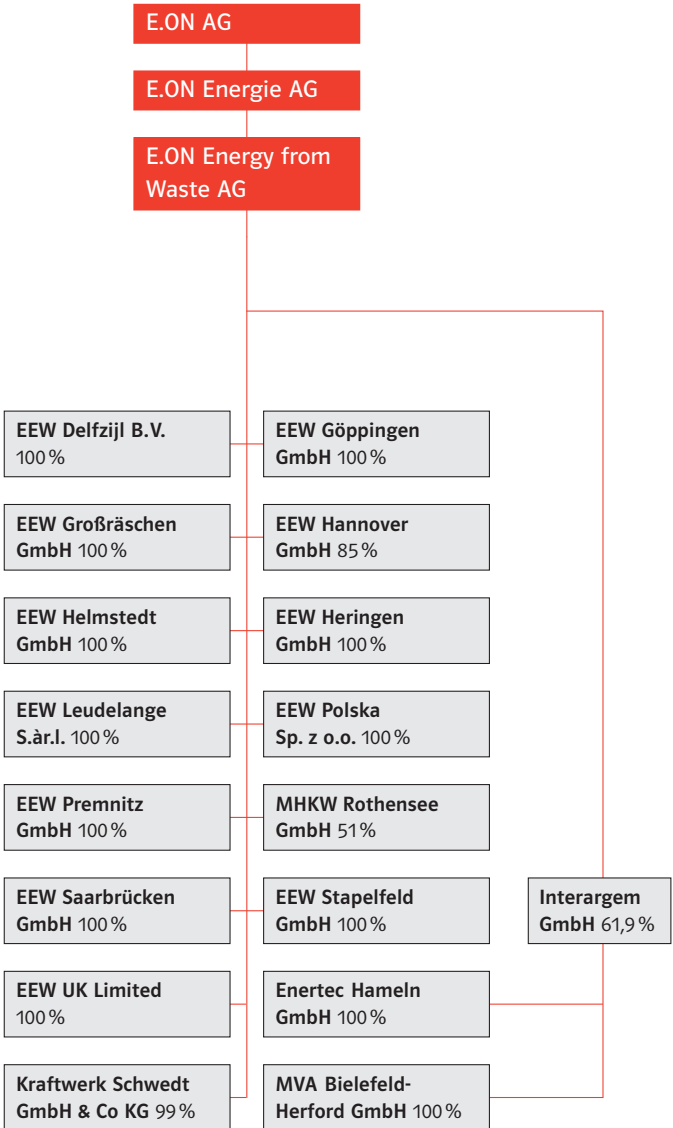 E.ON AG
E.ON Energie AG
E.ON Energy from
Waste AG
EEW Delfzijl B.V.
100 %
EEW Göppingen
GmbH 100 %
EEW Großräschen
GmbH 100 %
EEW Hannover
GmbH 85 %
EEW Helmstedt
GmbH 100 %
EEW Heringen
GmbH 100 %
EEW Leudelange
S.àr.l. 100 %
EEW Polska
Sp. z o.o. 100 %
EEW Premnitz
GmbH 100 %
MHKW Rothensee
GmbH 51 %
EEW Saarbrücken
GmbH 100 %
EEW Stapelfeld
GmbH 100 %
Interargem
GmbH 61,9 %
EEW UK Limited
100 %
Enertec Hameln
GmbH 100 %
Kraftwerk Schwedt
GmbH & Co KG 99 %
MVA Bielefeld-
Herford GmbH 100 %